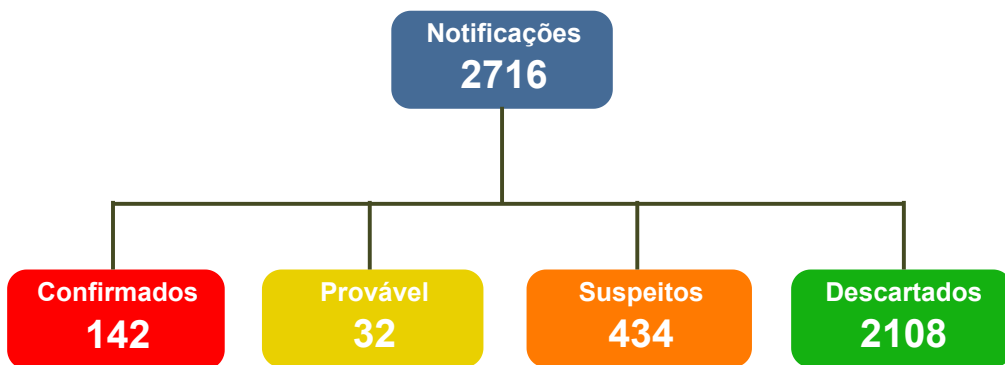 Notificações
2716
Confirmados
142
Provável
32
Suspeitos
434
Descartados
2108